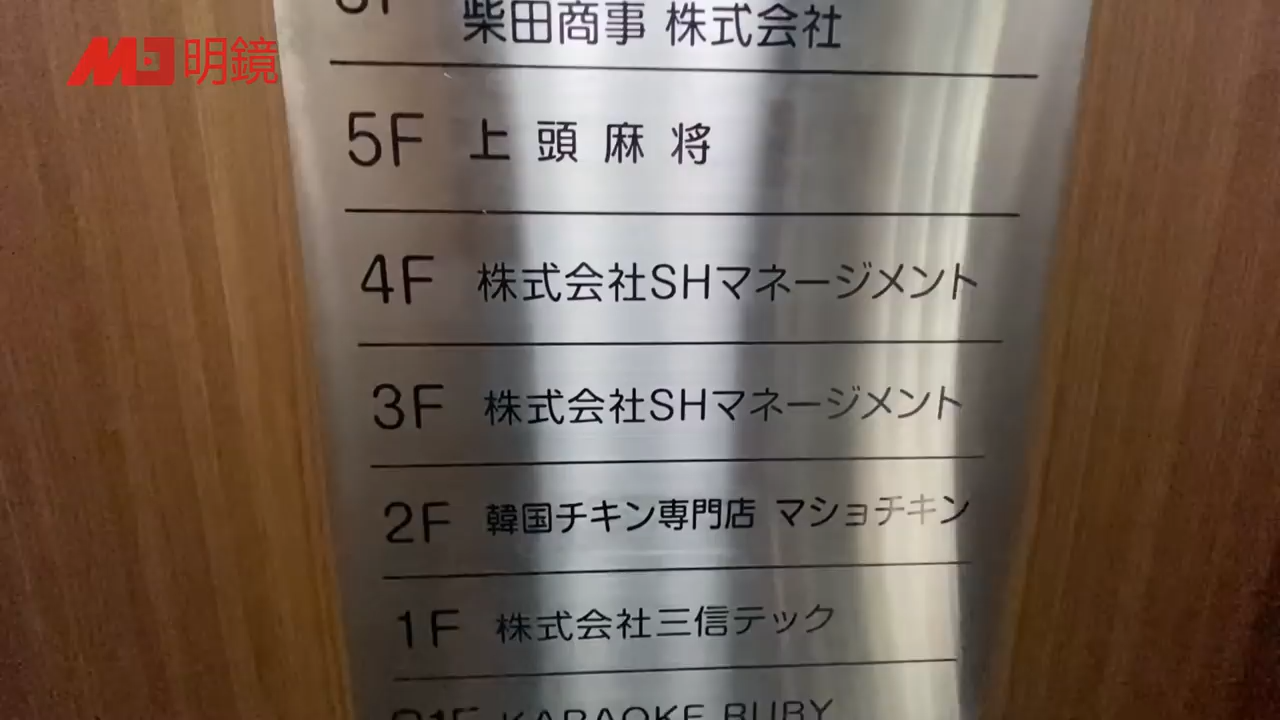 明鏡
柴田商事 株式会社
5F 上頭麻将
4F 株式会社SHマネージメント
3F 株式会社SHマネージメント
2F 韓国チキン専門店 マショチキン
1F 株式会社三信テック
KARAOKE RUBY